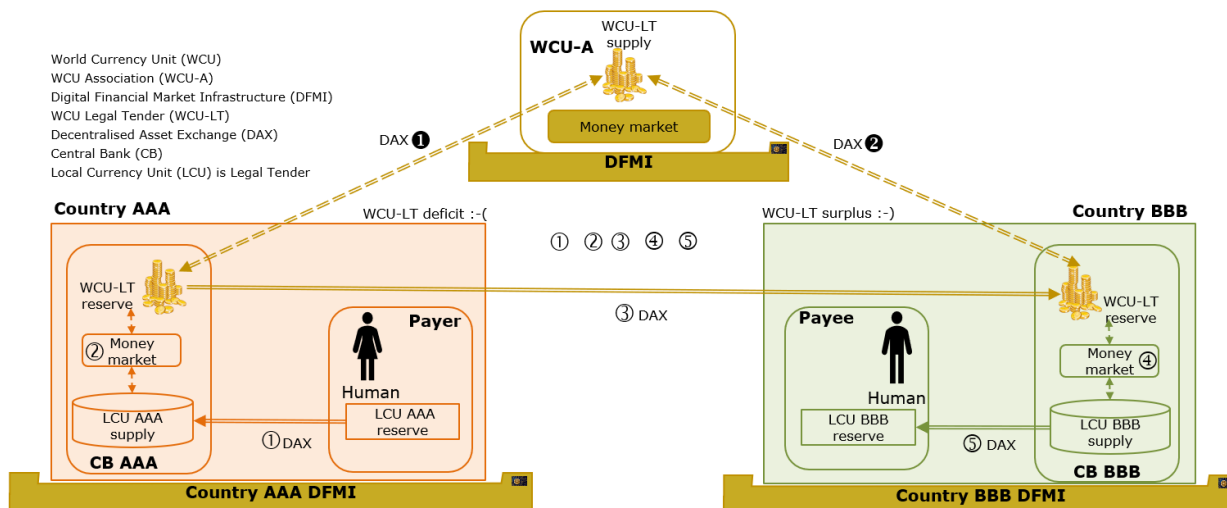 WCU-LT
supply
WCU-A
World Currency Unit (WCU)
WCU Association (WCU-A)
Digital Financial Market Infrastructure (DFMI)
WCU Legal Tender (WCU-LT)
Decentralised Asset Exchange (DAX)
Central Bank (CB)
Local Currency Unit (LCU) is Legal Tender
Money market
DFMI
DAX ❶
DAX ❷
Country AAA
WCU-LT deficit :-(
WCU-LT surplus :-)
Country BBB
① ② ③ ④ ⑤
WCU-LT
reserve
② Money
market
LCU AAA
supply
CB AAA
Payer
Human
LCU AAA
reserve
① DAX
③ DAX
Payee
Human
LCU BBB
reserve
⑤ DAX
WCU-LT
reserve
Money
market ④
LCU BBB
supply
CB BBB
Country AAA DFMI
Country BBB DFMI